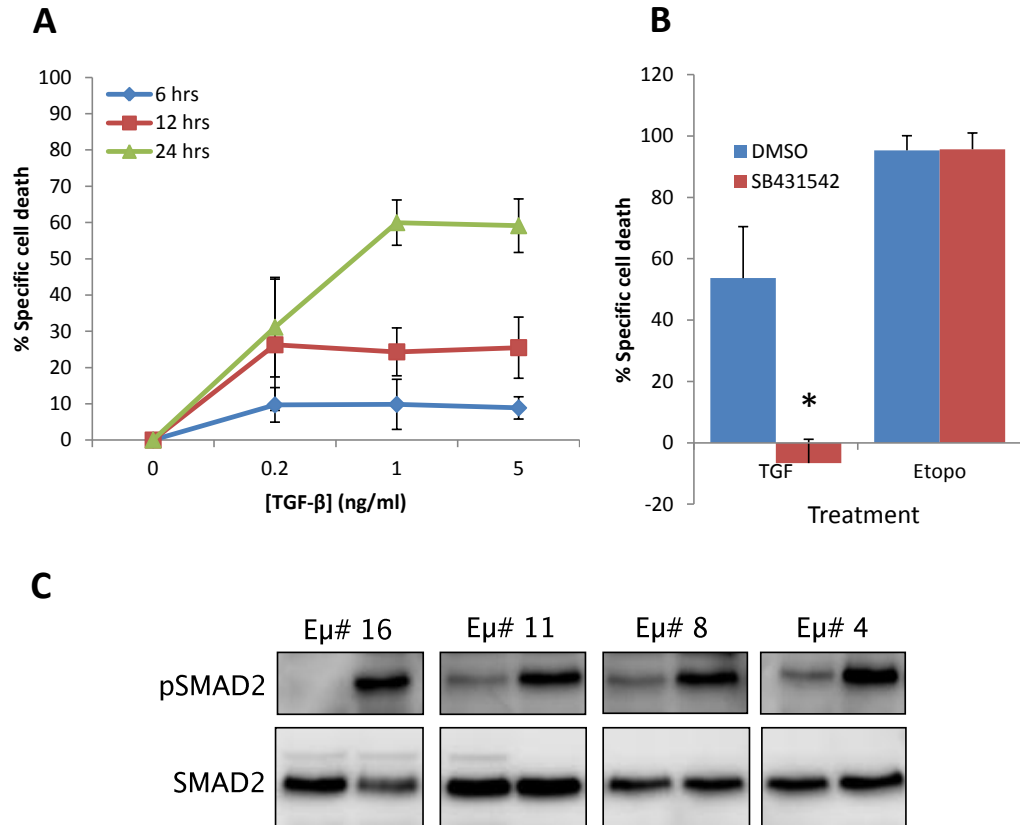 A
% Specific cell death
100
90
80
70
60
50
40
30
20
10
0
6 hrs
12 hrs
24 hrs
0 0.2 1 5
[TGF-β] (ng/ml)
B
% Specific cell death
120
100
80
60
40
20
0
-20
DMSO
SB431542
*
TGF Etopo
Treatment
C
Eµ# 16 Eµ# 11 Eµ# 8 Eµ# 4
pSMAD2
SMAD2